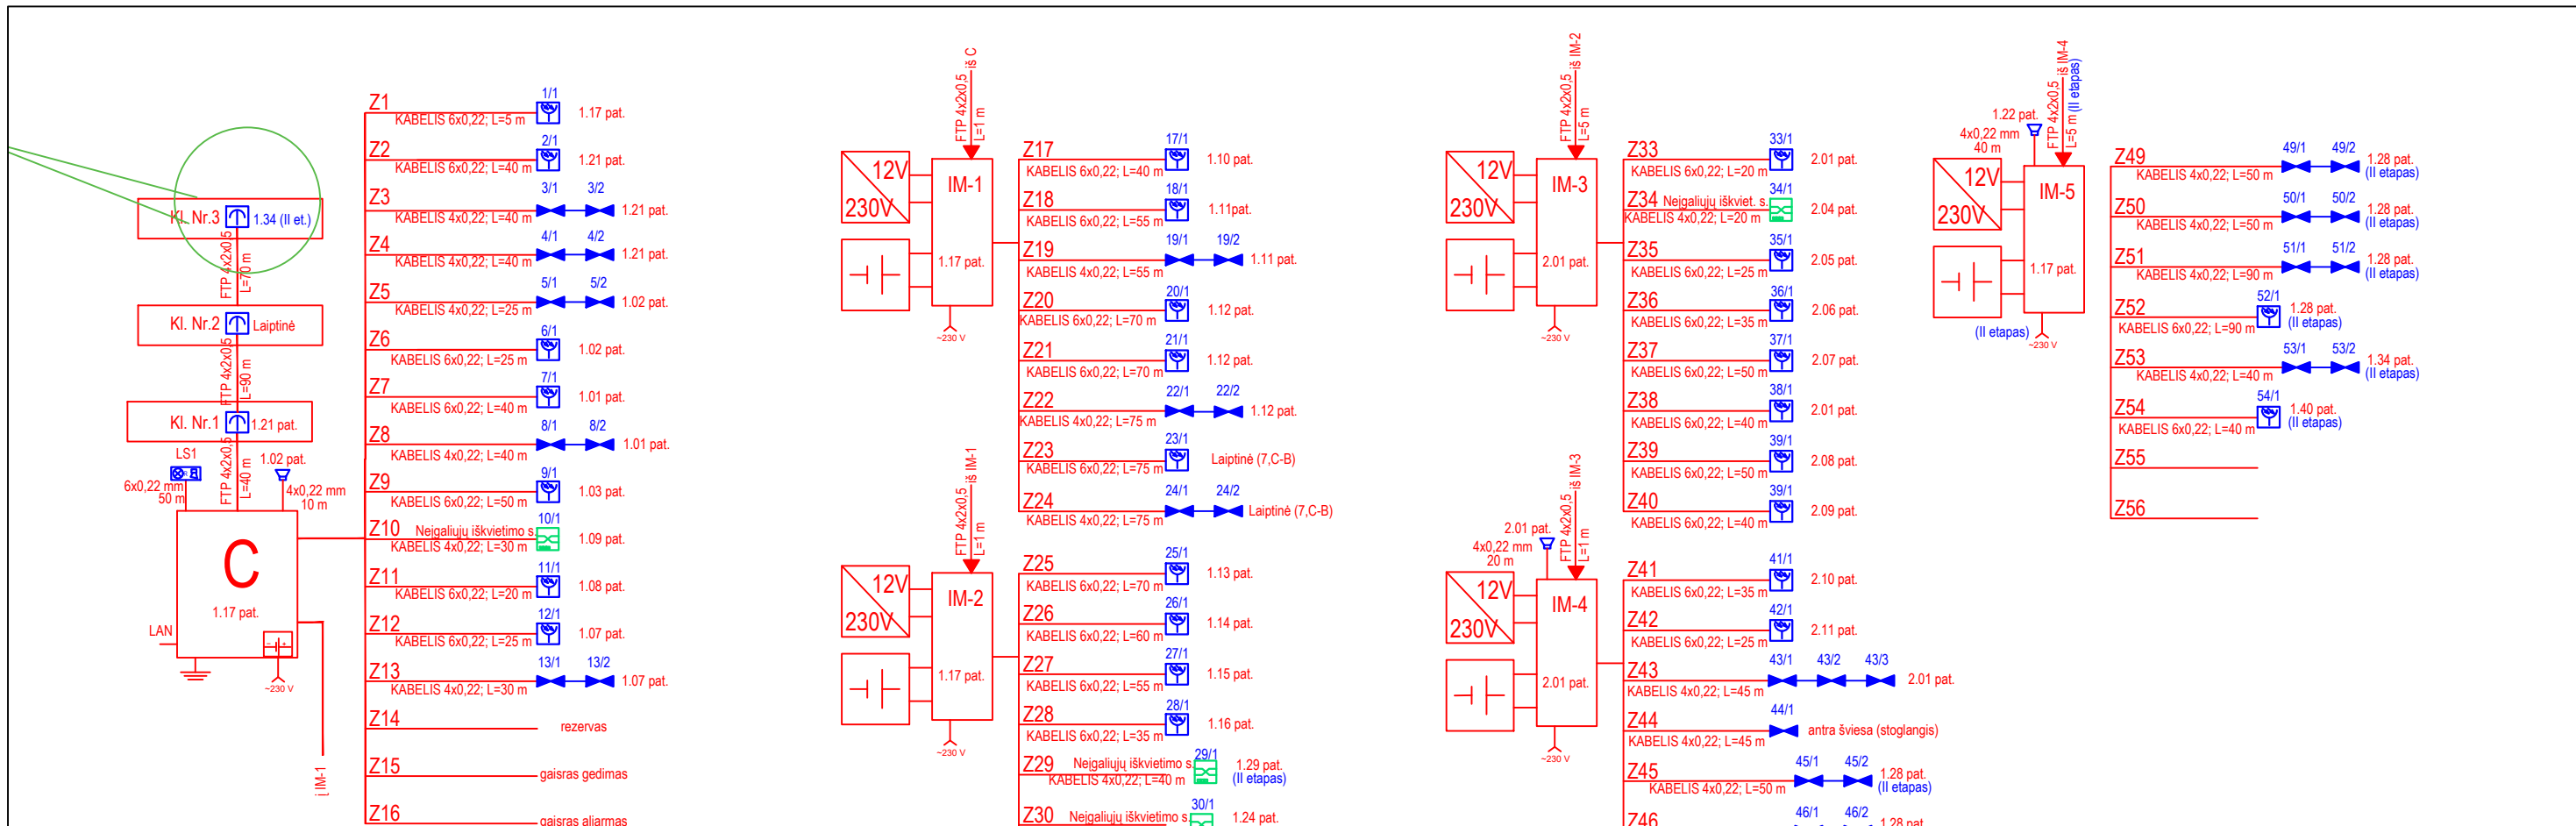 Kl. Nr.3
1.34 (II et.)
FTP 4x2x0,5
L=70 m
Kl. Nr.2
Laiptinė
FTP 4x2x0,5
L=90 m
Kl. Nr.1
1.21 pat.
LS1
6x0,22 mm
50 m
FTP 4x2x0,5
L=40 m
1.02 pat.
4x0,22 mm
10 m
C
1.17 pat.
LAN
~230 V
į IM-1
Z1
KABELIS 6x0,22; L=5 m
1/1
1.17 pat.
Z2
KABELIS 6x0,22; L=40 m
2/1
1.21 pat.
Z3
KABELIS 4x0,22; L=40 m
3/1 3/2
1.21 pat.
Z4
KABELIS 4x0,22; L=40 m
4/1 4/2
1.21 pat.
Z5
KABELIS 4x0,22; L=25 m
5/1 5/2
1.02 pat.
Z6
KABELIS 6x0,22; L=25 m
6/1
1.02 pat.
Z7
KABELIS 6x0,22; L=40 m
7/1
1.01 pat.
Z8
KABELIS 4x0,22; L=40 m
8/1 8/2
1.01 pat.
Z9
KABELIS 6x0,22; L=50 m
9/1
1.03 pat.
Z10 Neįgaliųjų iškvietimo s.
KABELIS 4x0,22; L=30 m
10/1
1.09 pat.
Z11
KABELIS 6x0,22; L=20 m
11/1
1.08 pat.
Z12
KABELIS 6x0,22; L=25 m
12/1
1.07 pat.
Z13
KABELIS 4x0,22; L=30 m
13/1 13/2
1.07 pat.
Z14
rezervas
Z15
gaisras gedimas
Z16
gaisras aliarmas
FTP 4x2x0,5 iš C
L=1 m
12V
230V
IM-1
1.17 pat.
~230 V
Z17
KABELIS 6x0,22; L=40 m
17/1
1.10 pat.
Z18
KABELIS 6x0,22; L=55 m
18/1
1.11pat.
Z19
KABELIS 4x0,22; L=55 m
19/1 19/2
1.11 pat.
Z20
KABELIS 6x0,22; L=70 m
20/1
1.12 pat.
Z21
KABELIS 6x0,22; L=70 m
21/1
1.12 pat.
Z22
KABELIS 4x0,22; L=75 m
22/1 22/2
1.12 pat.
Z23
KABELIS 6x0,22; L=75 m
23/1
Laiptinė (7,C-B)
Z24
KABELIS 4x0,22; L=75 m
24/1 24/2
Laiptinė (7,C-B)
FTP 4x2x0,5 iš IM-1
L=1 m
12V
230V
IM-2
1.17 pat.
~230 V
Z25
KABELIS 6x0,22; L=70 m
25/1
1.13 pat.
Z26
KABELIS 6x0,22; L=60 m
26/1
1.14 pat.
Z27
KABELIS 6x0,22; L=55 m
27/1
1.15 pat.
Z28
KABELIS 6x0,22; L=35 m
28/1
1.16 pat.
Z29 Neįgaliųjų iškvietimo s.
KABELIS 4x0,22; L=40 m
29/1
1.29 pat.
(II etapas)
Z30 Neįgaliųjų iškvietimo s.
30/1
1.24 pat.
FTP 4x2x0,5 iš IM-2
L=5 m
12V
230V
IM-3
2.01 pat.
~230 V
Z33
KABELIS 6x0,22; L=20 m
33/1
2.01 pat.
Z34 Neįgaliųjų iškviet. s.
KABELIS 4x0,22; L=20 m
34/1
2.04 pat.
Z35
KABELIS 6x0,22; L=25 m
35/1
2.05 pat.
Z36
KABELIS 6x0,22; L=35 m
36/1
2.06 pat.
Z37
KABELIS 6x0,22; L=50 m
37/1
2.07 pat.
Z38
KABELIS 6x0,22; L=40 m
38/1
2.01 pat.
Z39
KABELIS 6x0,22; L=50 m
39/1
2.08 pat.
Z40
KABELIS 6x0,22; L=40 m
39/1
2.09 pat.
2.01 pat.
4x0,22 mm
20 m
FTP 4x2x0,5 iš IM-3
L=1 m
12V
230V
IM-4
2.01 pat.
~230 V
Z41
KABELIS 6x0,22; L=35 m
41/1
2.10 pat.
Z42
KABELIS 6x0,22; L=25 m
42/1
2.11 pat.
Z43
KABELIS 4x0,22; L=45 m
43/1 43/2 43/3
2.01 pat.
Z44
KABELIS 4x0,22; L=45 m
44/1
antra šviesa (stoglangis)
Z45
KABELIS 4x0,22; L=50 m
45/1 45/2
1.28 pat.
(II etapas)
Z46
46/1 46/2
1.28 pat.
1.22 pat.
4x0,22 mm
40 m
FTP 4x2x0,5 iš IM-4
L=5 m (II etapas)
12V
230V
IM-5
1.17 pat.
(II etapas)
~230 V
Z49
KABELIS 4x0,22; L=50 m
49/1 49/2
1.28 pat.
(II etapas)
Z50
KABELIS 4x0,22; L=50 m
50/1 50/2
1.28 pat.
(II etapas)
Z51
KABELIS 4x0,22; L=90 m
51/1 51/2
1.28 pat.
(II etapas)
Z52
KABELIS 6x0,22; L=90 m
52/1
1.28 pat.
(II etapas)
Z53
KABELIS 4x0,22; L=40 m
53/1 53/2
1.34 pat.
(II etapas)
Z54
KABELIS 6x0,22; L=40 m
54/1
1.40 pat.
(II etapas)
Z55
Z56